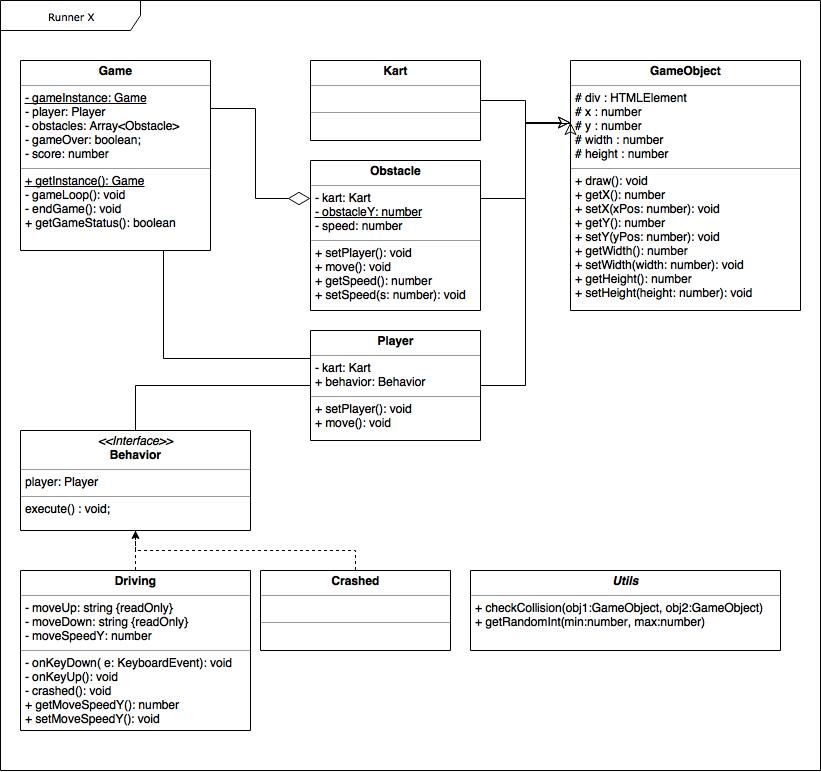 Runner X
Game
- gameInstance: Game
- player: Player
- obstacles: Array<Obstacle>
- gameOver: boolean;
- score: number
+ getInstance(): Game
- gameLoop(): void
- endGame(): void
+ getGameStatus(): boolean
Kart
GameObject
# div : HTMLElement
# x : number
# y : number
# width : number
# height : number
+ draw(): void
+ getX(): number
+ setX(xPos: number): void
+ getY(): number
+ setY(yPos: number): void
+ getWidth(): number
+ setWidth(width: number): void
+ getHeight(): number
+ setHeight(height: number): void
Obstacle
- kart: Kart
- obstacleY: number
- speed: number
+ setPlayer(): void
+ move(): void
+ getSpeed(): number
+ setSpeed(s: number): void
Player
- kart: Kart
+ behavior: Behavior
+ setPlayer(): void
+ move(): void
<<Interface>>
Behavior
player: Player
execute() : void;
Driving
- moveUp: string {readOnly}
- moveDown: string {readOnly}
- moveSpeedY: number
- onKeyDown( e: KeyboardEvent): void
- onKeyUp(): void
- crashed(): void
+ getMoveSpeedY(): number
+ setMoveSpeedY(): void
Crashed
Utils
+ checkCollision(obj1:GameObject, obj2:GameObject)
+ getRandomInt(min:number, max:number)